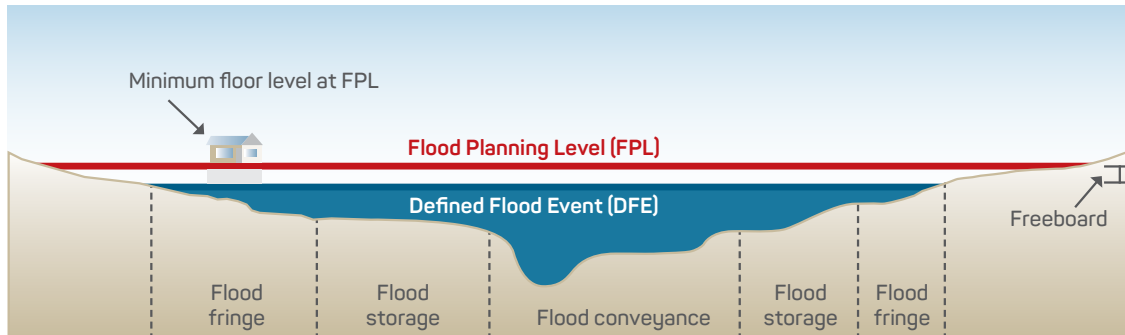 Minimum floor level at FPL
Flood Planning Level (FPL)
Defined Flood Event (DFE)
Freeboard
Flood
fringe
Flood
storage
Flood conveyance
Flood
storage
Flood
fringe